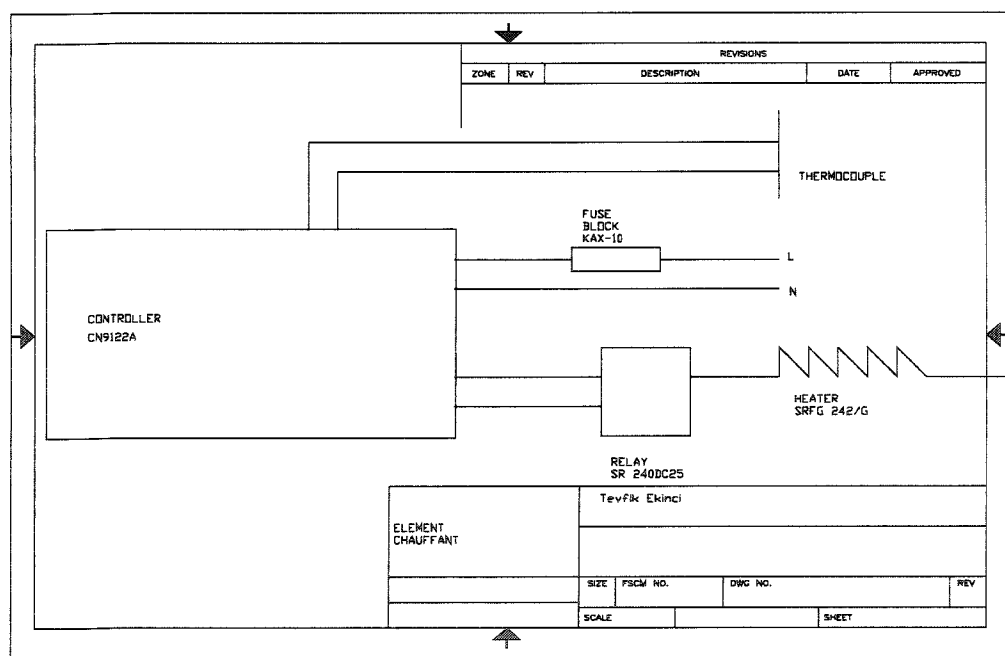 REVISIONS
ZONE REV DESCRIPTION DATE APPROVED
THERMOCOUPLE
FUSE
BLOCK
KAX-10
L
N
CONTROLLER
CN9122A
HEATER
SRFG 242/G
RELAY
SR 240DC25
Tevfik Ekinci
ELEMENT
CHAUFFANT
SIZE FSCM NO. DWG NO. REV
SCALE SHEET